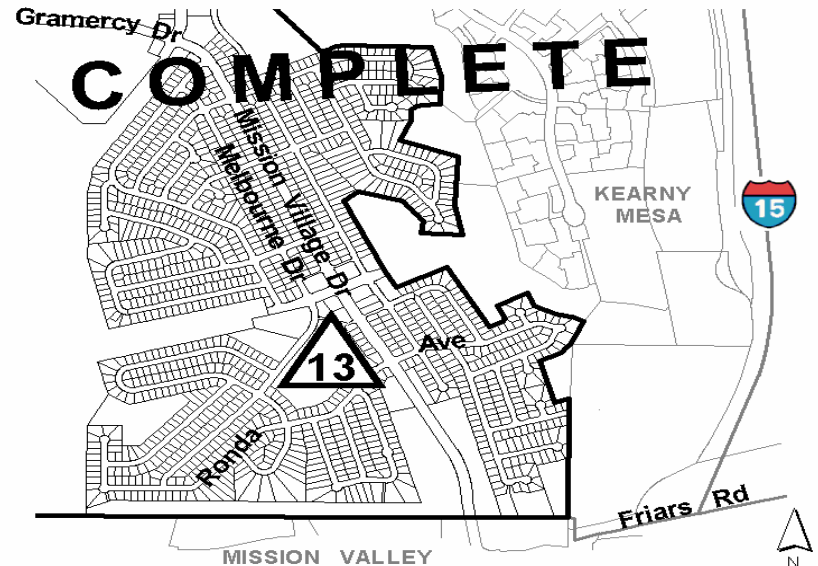 Gramercy Dr
COMPLETE
Mission Village Dr
Melbourne Dr
KEARNY
MESA
15
Ave
13
Ronda
Friars Rd
MISSION VALLEY
N